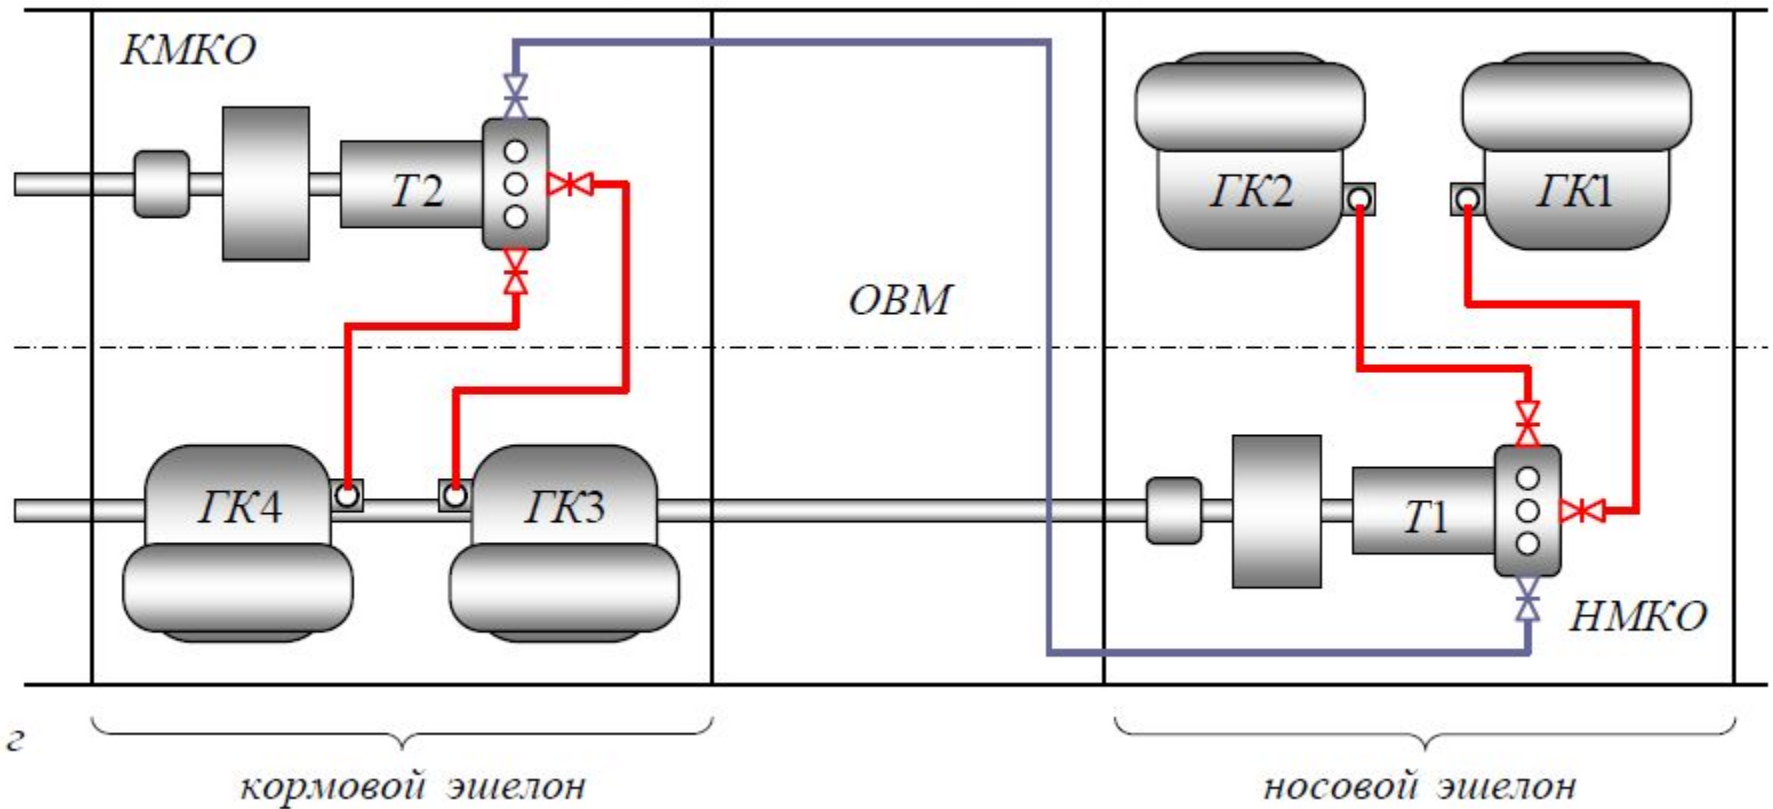 КМКО
Т2
ГК2
ГК1
ОВМ
ГК4
ГК3
Т1
НМКО
г
кормовой эшелон
носовой эшелон